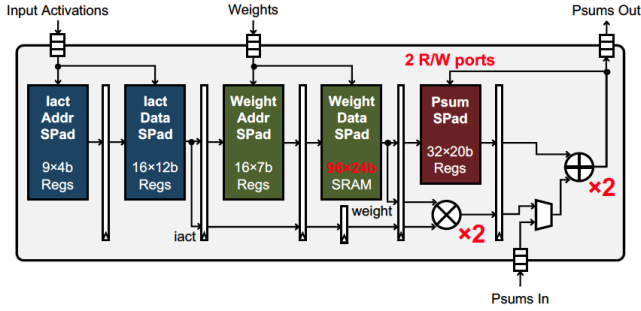 Input Activations
Weights
Psums Out
2 R/W ports
Iact
Addr
SPad
9×4b
Regs
Iact
Data
SPad
16×12b
Regs
Weight
Addr
SPad
16×7b
Regs
Weight
Data
SPad
96×24b
SRAM
Psum
SPad
32×20b
Regs
×2
iact
weight
×2
Psums In